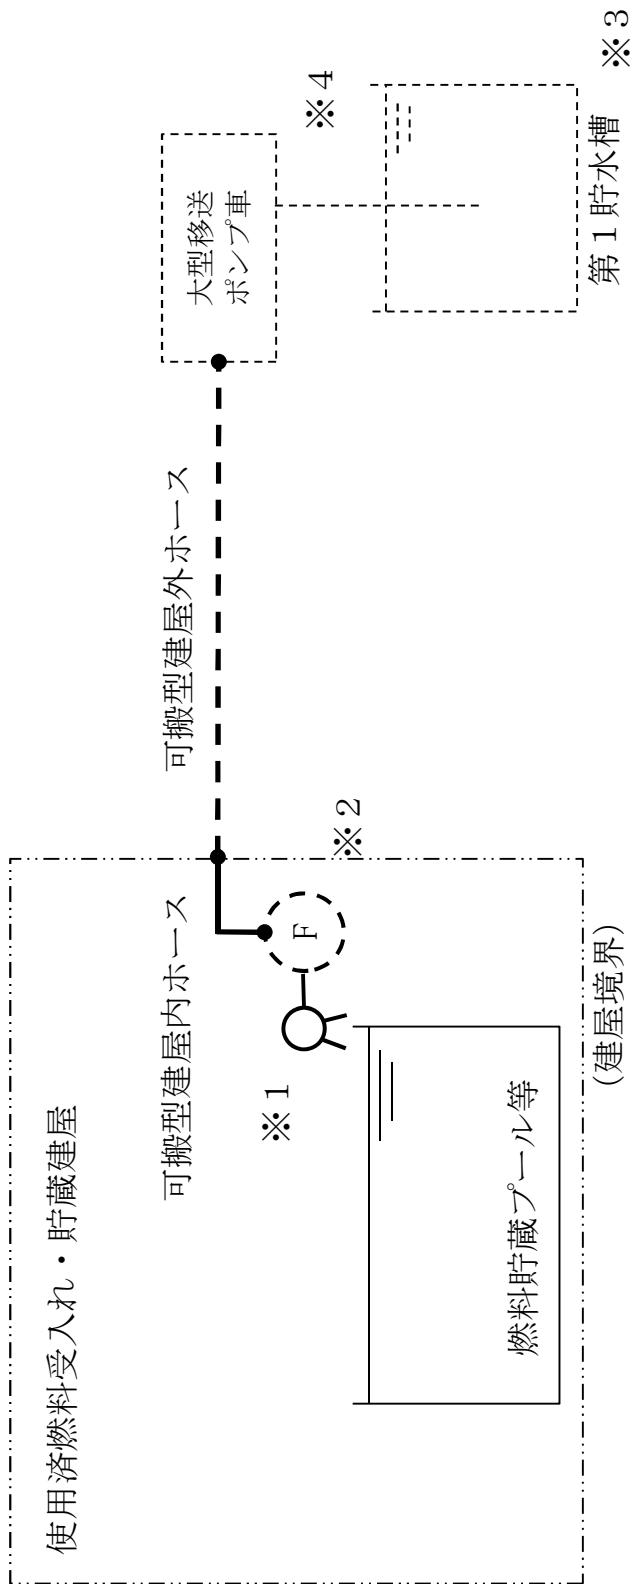 使用済燃料受入れ・貯蔵建屋
可搬型建屋内ホース
可搬型建屋外ホース
大型移送
ポンプ車
※1
F
※2
※4
燃料貯蔵プール等
(建屋境界)
第1貯水槽
※3